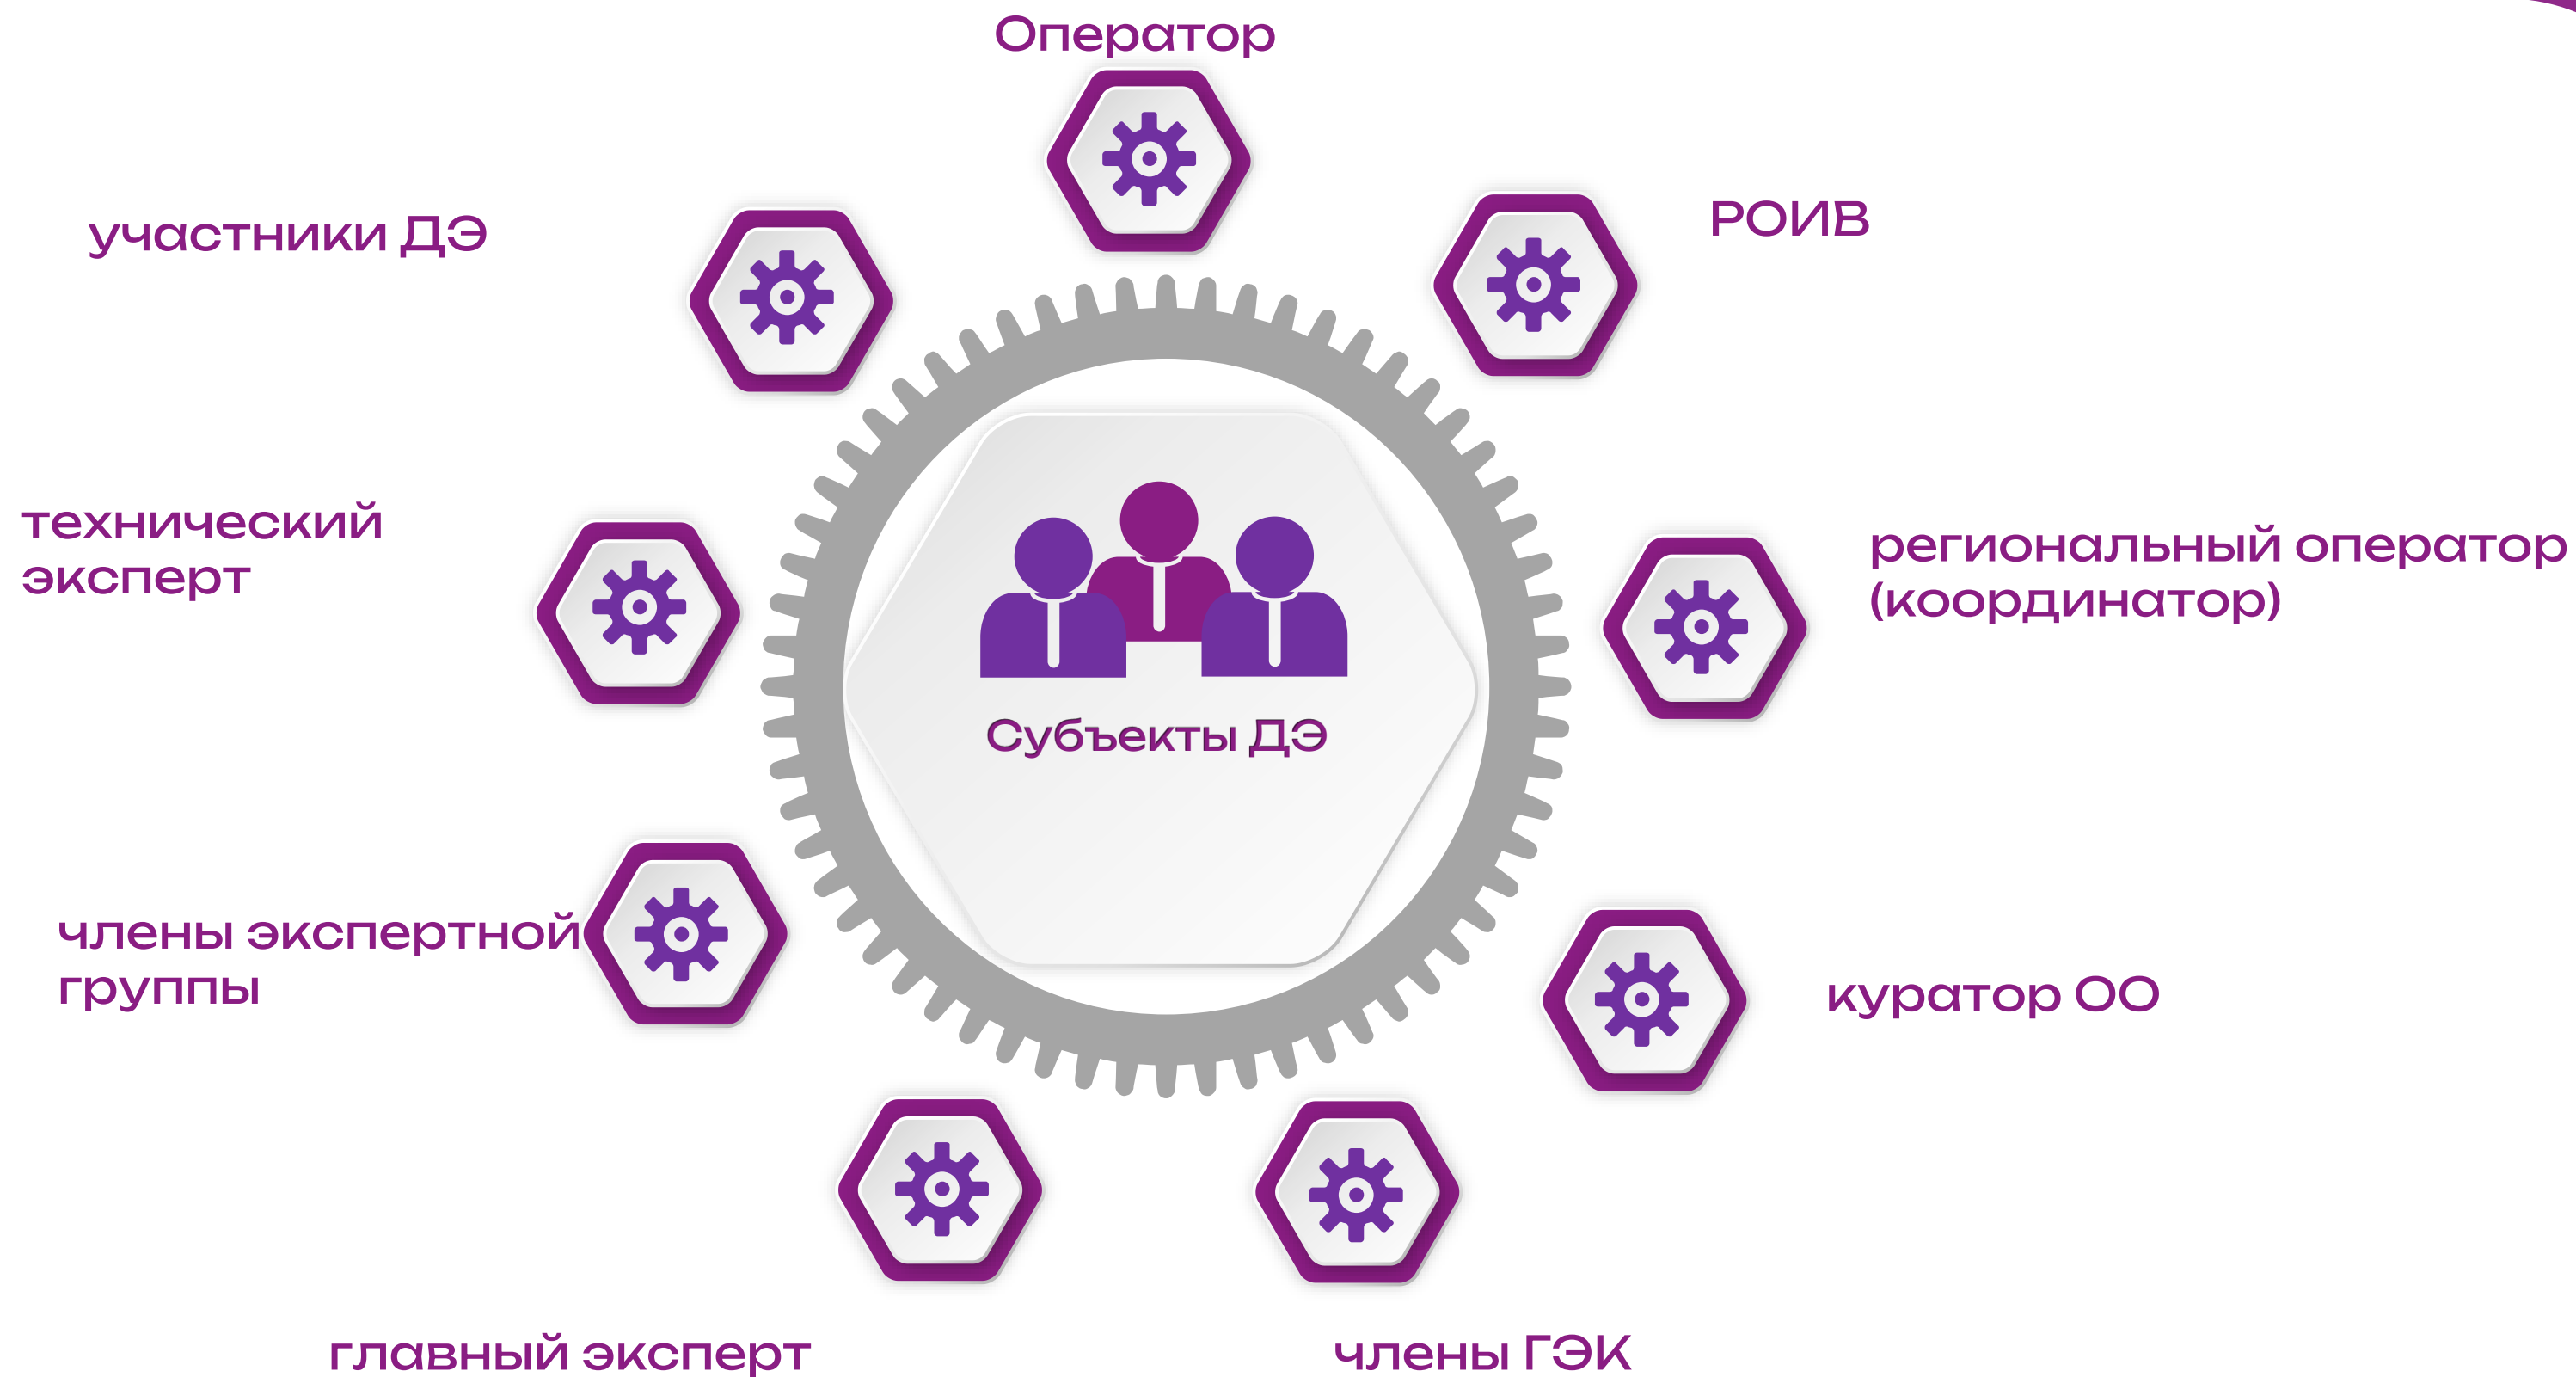 Оператор
РОИВ
участники ДЭ
технический
эксперт
региональный оператор
(координатор)
Субъекты ДЭ
члены экспертной
группы
куратор ОО
главный эксперт
члены ГЭК